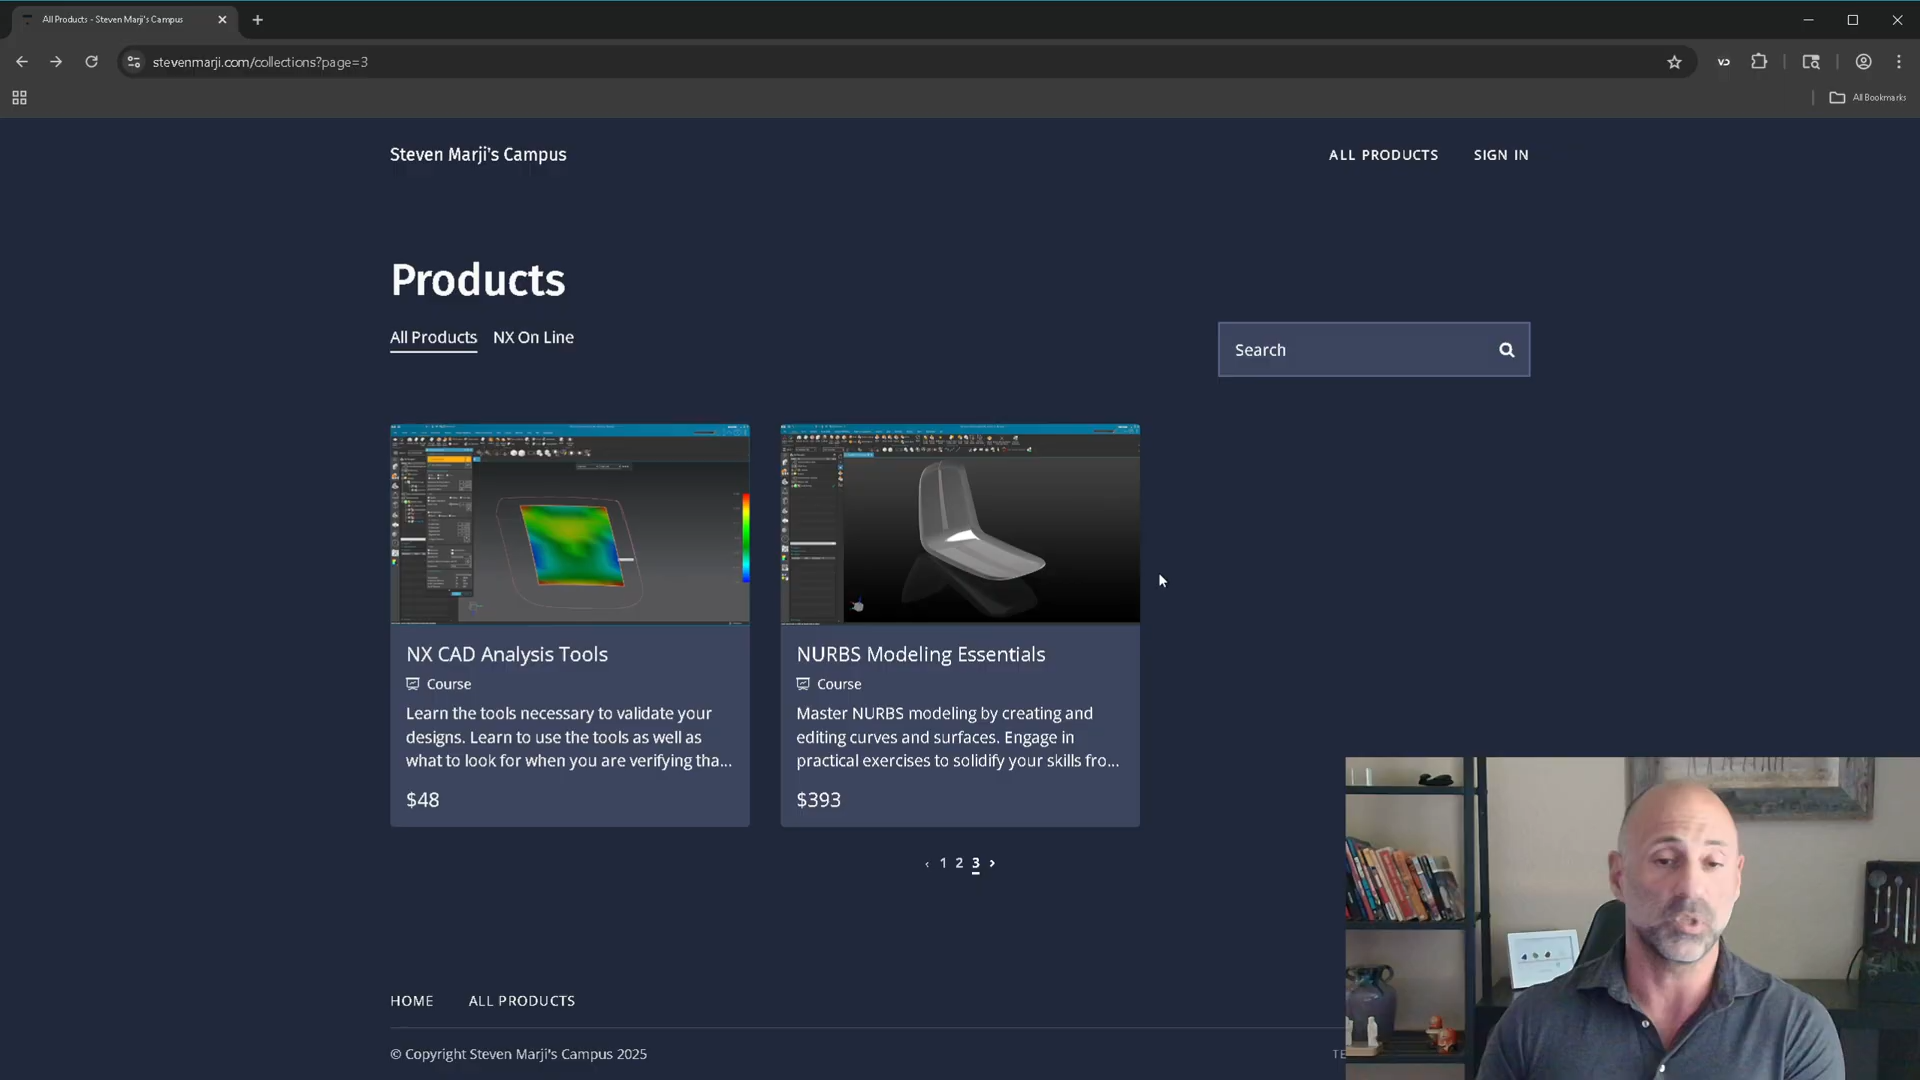 All Products - Steven Marji's Campus
stevenmarji.com/collections?page=3
All Bookmarks
Steven Marji's Campus
ALL PRODUCTS
SIGN IN
Products
All Products
NX On Line
Search
NX CAD Analysis Tools
Course
Learn the tools necessary to validate your
designs. Learn to use the tools as well as
what to look for when you are verifying tha...
$48
NURBS Modeling Essentials
Course
Master NURBS modeling by creating and
editing curves and surfaces. Engage in
practical exercises to solidify your skills fro...
$393
‹ 1 2 3 ›
HOME
ALL PRODUCTS
© Copyright Steven Marji's Campus 2025
TE